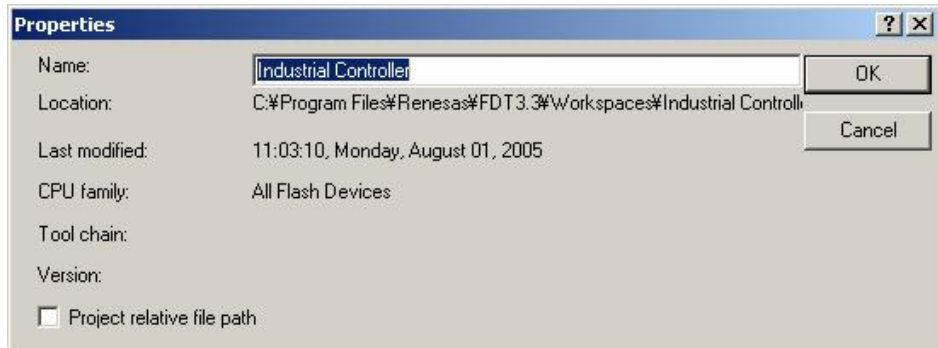 Properties
Name: Industrial Controller
OK
Location: C:¥Program Files¥Renesas¥FDT3.3¥Workspaces¥Industrial
Cancel
Last modified: 11:03:10, Monday, August 01, 2005
CPU family: All Flash Devices
Tool chain:
Version:
Project relative file path